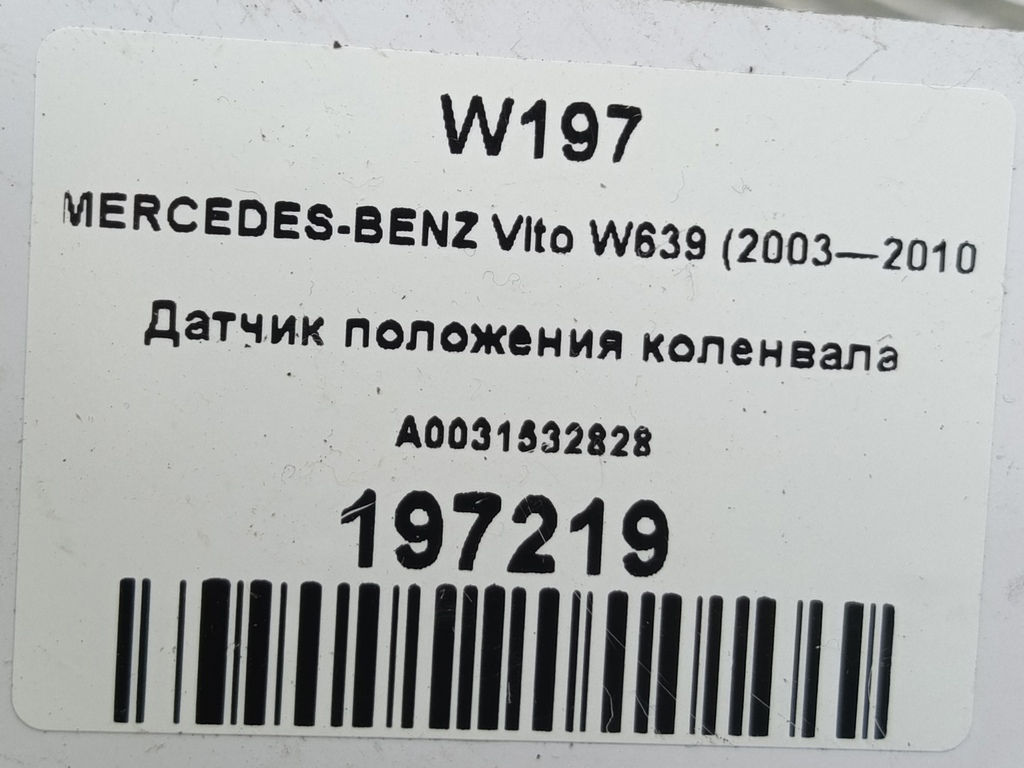 W197
MERCEDES-BENZ VIto W639 (2003—2010
Датчик положения коленвала
A0031532828
197219